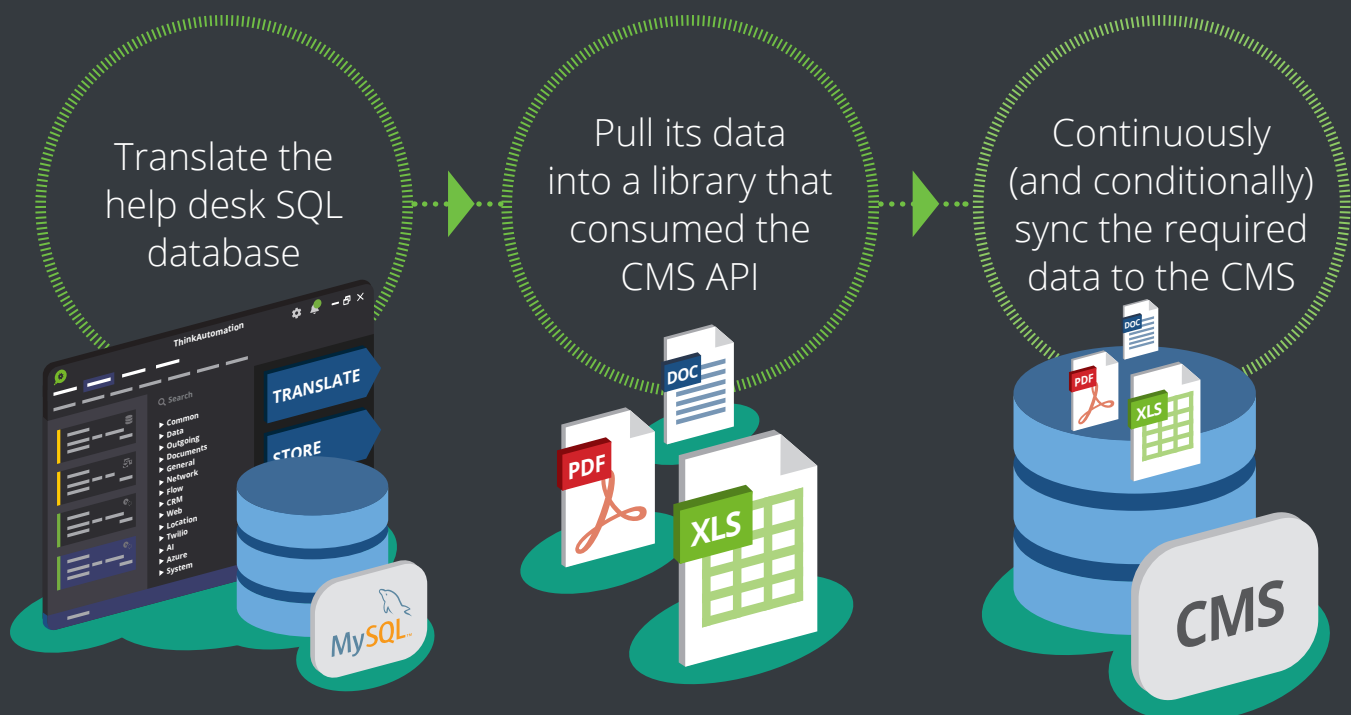 Translate the
help desk SQL
database
Pull its data
into a library that
consumed the
CMS API
Continuously
(and conditionally)
sync the required
data to the CMS
ThinkAutomation
Search
Common
Data
Outgoing
Documents
General
Network
Flow
CRM
Web
Location
Twilio
AI
Azure
System
TRANSLATE
STORE
MySQL™
DOC
PDF
XLS
DOC
PDF
XLS
CMS